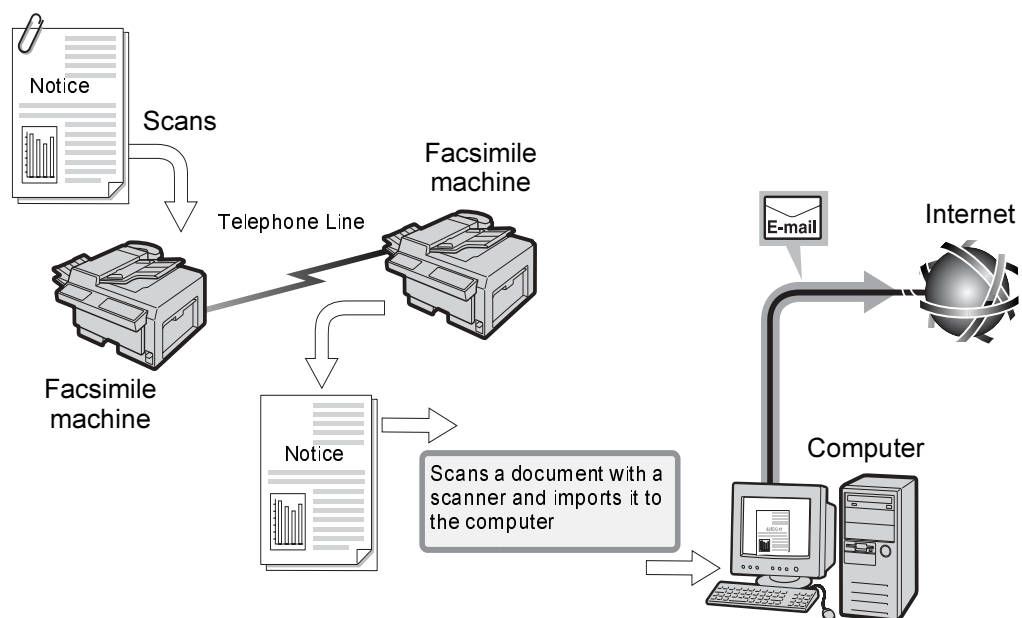 Notice
Scans
Facsimile
machine
Telephone Line
Facsimile
machine
Notice
Scans a document with a
scanner and imports it to
the computer
E-mail
Internet
Computer